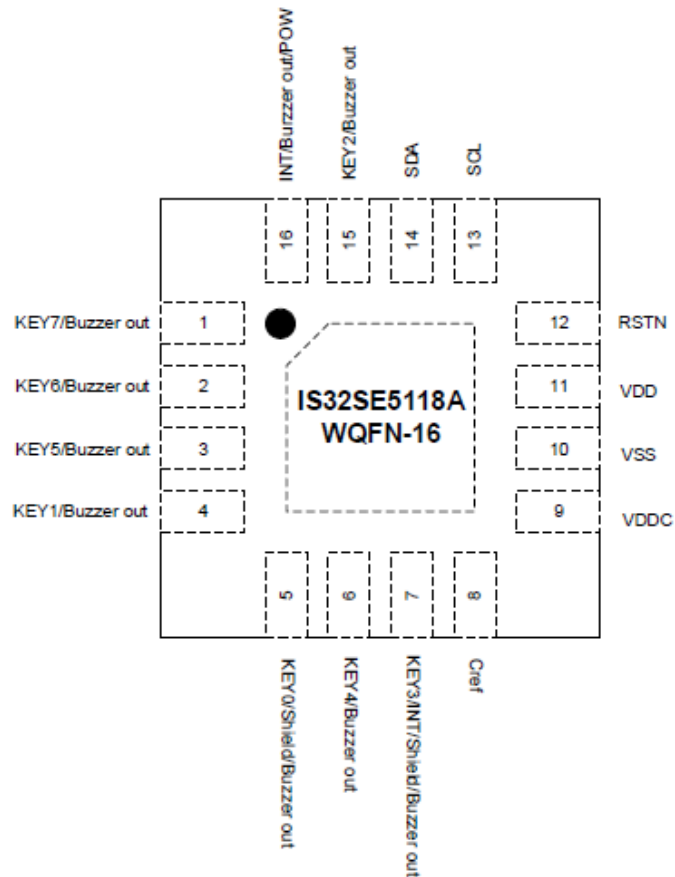 INT/Burzzer out/POW
KEY2/Buzzer out
SDA
SCL
16
15
14
13
KEY7/Buzzer out
1
12
RSTN
KEY6/Buzzer out
2
11
VDD
IS32SE5118A
WQFN-16
KEY5/Buzzer out
3
10
VSS
KEY1/Buzzer out
4
9
VDDC
5
6
7
8
KEY0/Shield/Buzzer out
KEY4/Buzzer out
KEY3/INT/Shield/Buzzer out
Cref